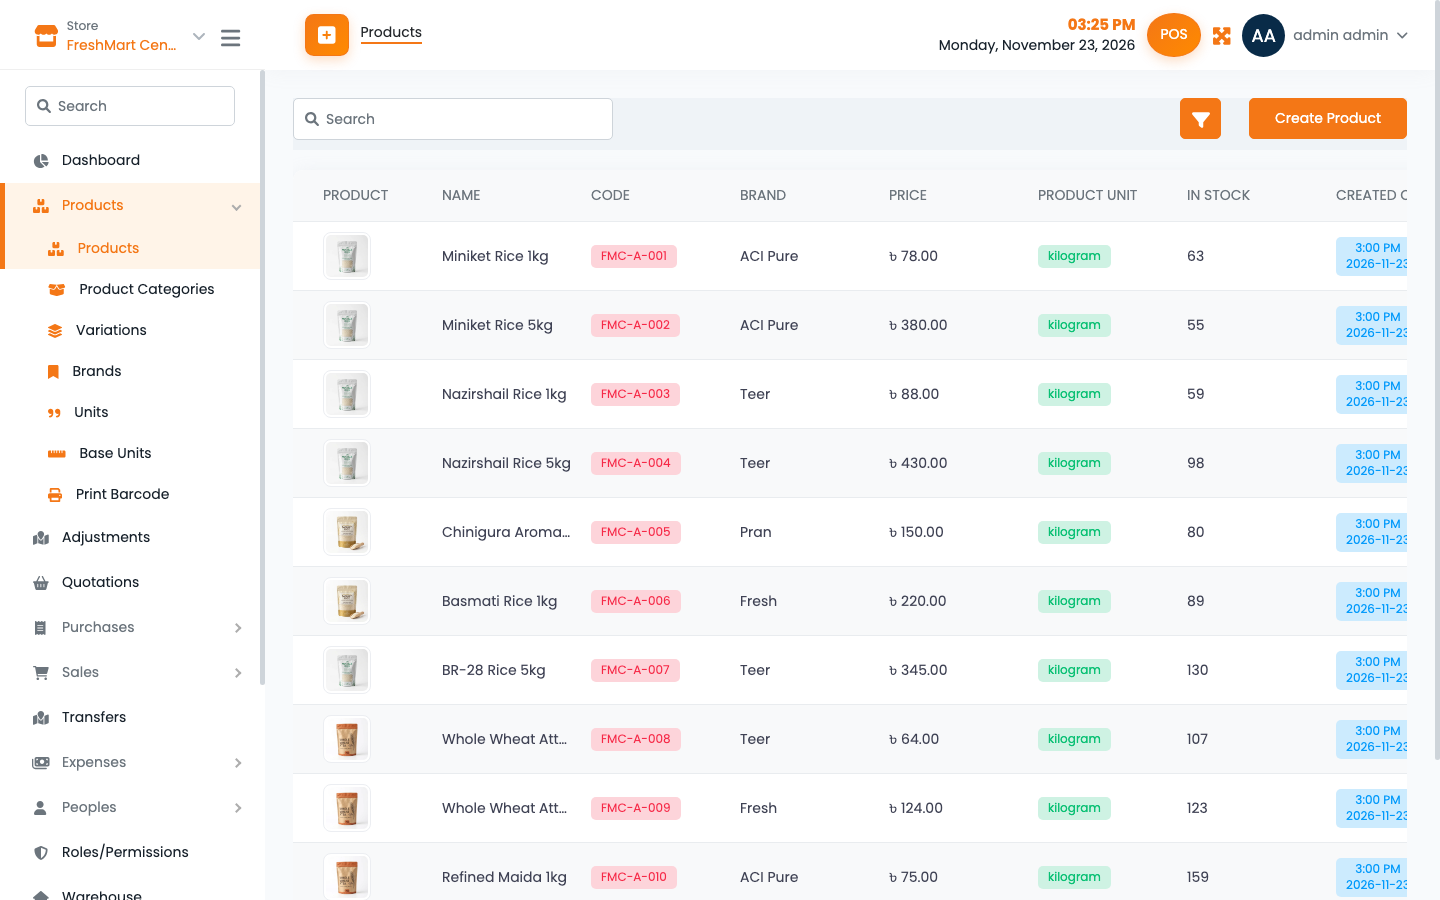 Store
FreshMart Cen...
Products
03:25 PM
Monday, November 23, 2026
POS
AA
admin admin
Search
Dashboard
Products
Products
Product Categories
Variations
Brands
Units
Base Units
Print Barcode
Adjustments
Quotations
Purchases
Sales
Transfers
Expenses
Peoples
Roles/Permissions
Warehouse
Search
Create Product
PRODUCT NAME CODE BRAND PRICE PRODUCT UNIT IN STOCK CREATED
Miniket Rice 1kg FMC-A-001 ACI Pure ৳ 78.00 kilogram 63 3:00 PM
2026-11-23
Miniket Rice 5kg FMC-A-002 ACI Pure ৳ 380.00 kilogram 55 3:00 PM
2026-11-23
Nazirshail Rice 1kg FMC-A-003 Teer ৳ 88.00 kilogram 59 3:00 PM
2026-11-23
Nazirshail Rice 5kg FMC-A-004 Teer ৳ 430.00 kilogram 98 3:00 PM
2026-11-23
Chinigura Aroma... FMC-A-005 Pran ৳ 150.00 kilogram 80 3:00 PM
2026-11-23
Basmati Rice 1kg FMC-A-006 Fresh ৳ 220.00 kilogram 89 3:00 PM
2026-11-23
BR-28 Rice 5kg FMC-A-007 Teer ৳ 345.00 kilogram 130 3:00 PM
2026-11-23
Whole Wheat Att... FMC-A-008 Teer ৳ 64.00 kilogram 107 3:00 PM
2026-11-23
Whole Wheat Att... FMC-A-009 Fresh ৳ 124.00 kilogram 123 3:00 PM
2026-11-23
Refined Maida 1kg FMC-A-010 ACI Pure ৳ 75.00 kilogram 159 3:00 PM
2026-11-23